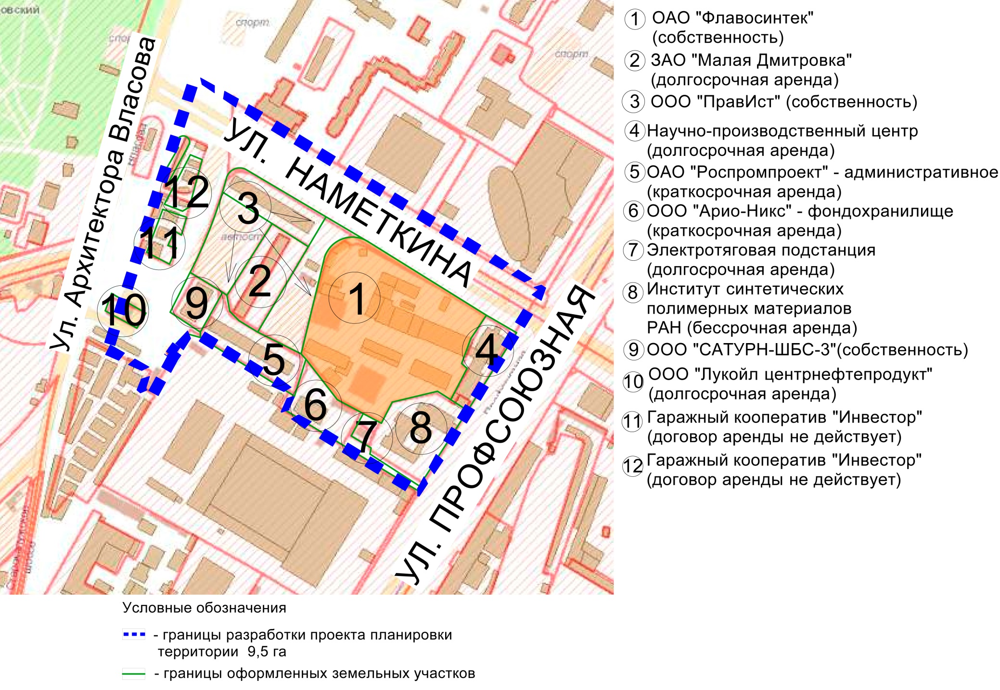 овский
спорт
спорт
Ул. Архитектора Власова
УЛ. НАМЕТКИНА
УЛ. ПРОФСОЮЗНАЯ
12
3
11
2
1
10
9
4
5
6
7
8
1 ОАО "Флавосинтек"
(собственность)
2 ЗАО "Малая Дмитровка"
(долгосрочная аренда)
3 ООО "ПравИст" (собственность)
4 Научно-производственный центр
(долгосрочная аренда)
5 ОАО "Роспромпроект" - административное
(краткосрочная аренда)
6 ООО "Арио-Никс" - фондохранилище
(краткосрочная аренда)
7 Электротяговая подстанция
(долгосрочная аренда)
8 Институт синтетических
полимерных материалов
РАН (бессрочная аренда)
9 ООО "САТУРН-ШБС-3"(собственность)
10 ООО "Лукойл центрнефтепродукт"
(долгосрочная аренда)
11 Гаражный кооператив "Инвестор"
(договор аренды не действует)
12 Гаражный кооператив "Инвестор"
(договор аренды не действует)
Условные обозначения
- границы разработки проекта планировки
территории 9,5 га
- границы оформленных земельных участков